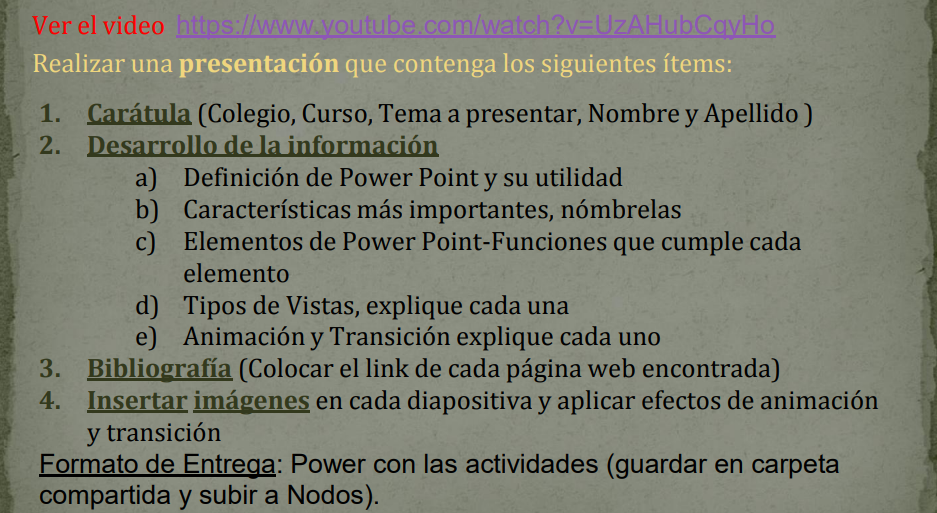 Ver el video https://www.youtube.com/watch?v=UzAHubCqyHo
Realizar una presentación que contenga los siguientes ítems:
1. Carátula (Colegio, Curso, Tema a presentar, Nombre y Apellido )
2. Desarrollo de la información
a) Definición de Power Point y su utilidad
b) Características más importantes, nómbrelas
c) Elementos de Power Point-Funciones que cumple cada
elemento
d) Tipos de Vistas, explique cada una
e) Animación y Transición explique cada uno
3. Bibliografía (Colocar el link de cada página web encontrada)
4. Insertar imágenes en cada diapositiva y aplicar efectos de animación
y transición
Formato de Entrega: Power con las actividades (guardar en carpeta
compartida y subir a Nodos).